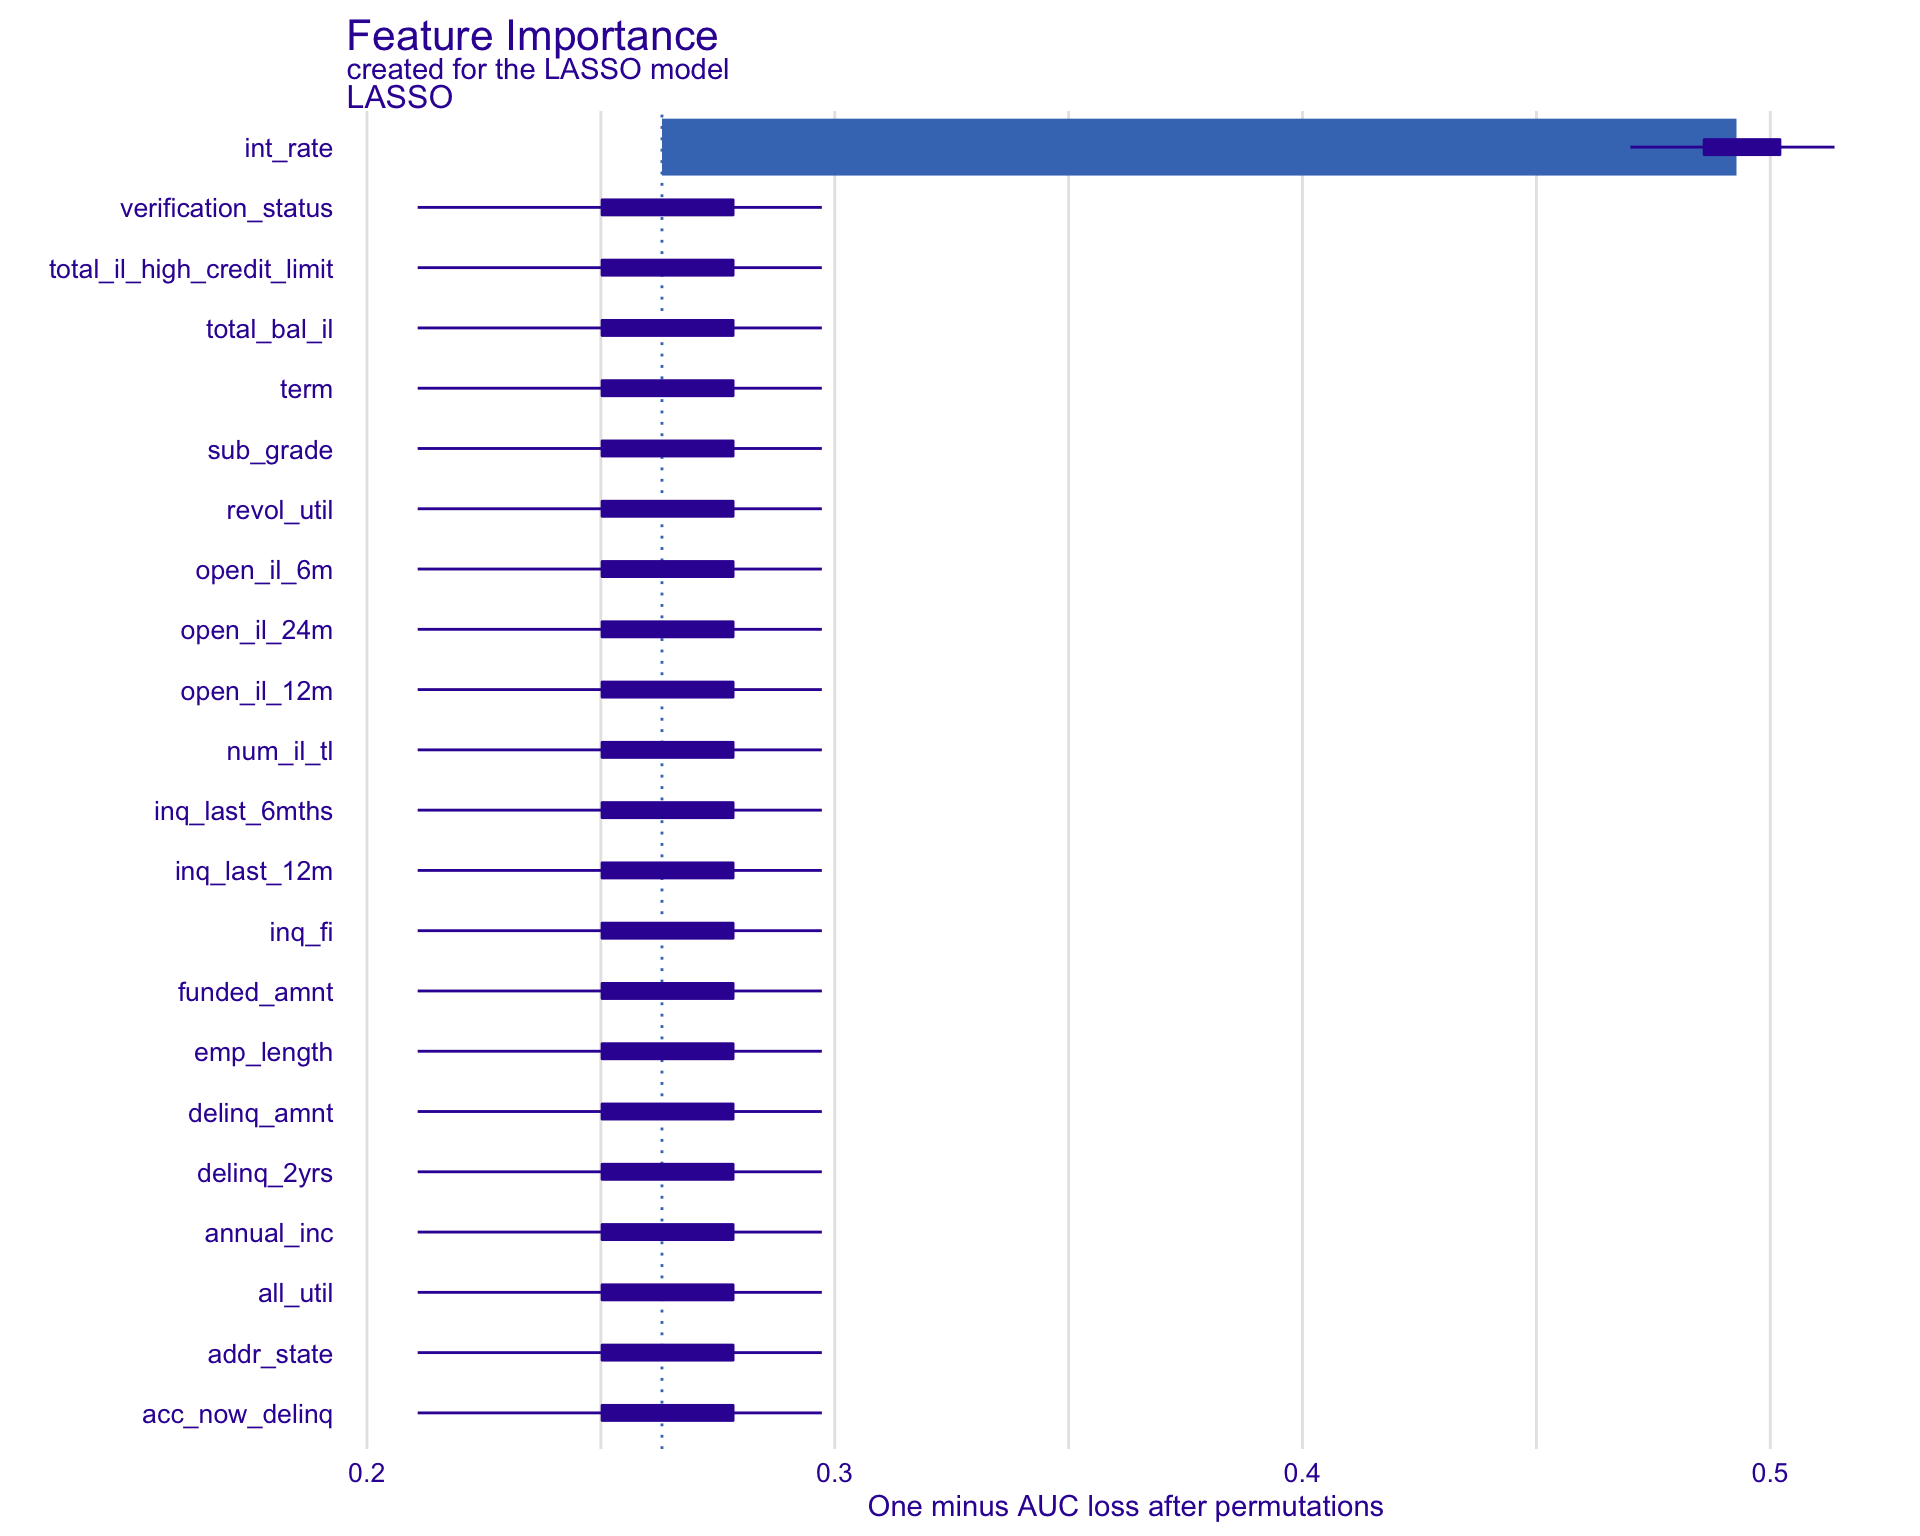 Feature Importance
created for the LASSO model
LASSO
int_rate
verification_status
total_il_high_credit_limit
total_bal_il
term
sub_grade
revol_util
open_il_6m
open_il_24m
open_il_12m
num_il_tl
inq_last_6mths
inq_last_12m
inq_fi
funded_amnt
emp_length
delinq_amnt
delinq_2yrs
annual_inc
all_util
addr_state
acc_now_delinq
0.2 0.3 0.4 0.5
One minus AUC loss after permutations